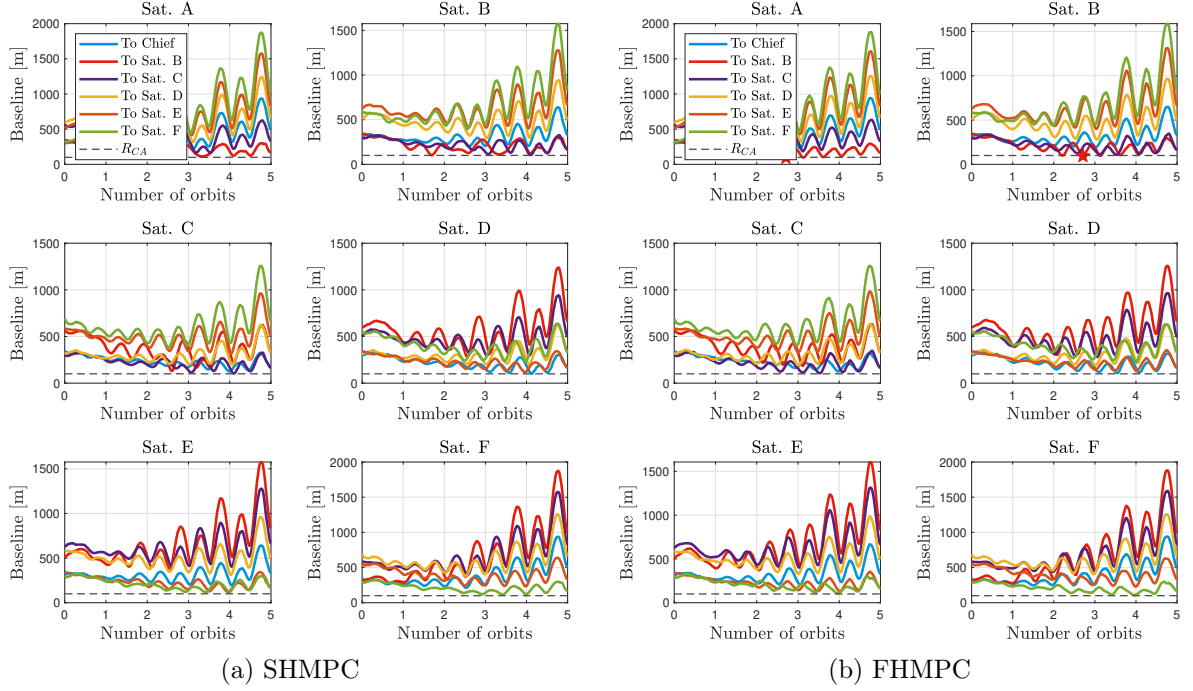 Sat. A
Baseline [m]
2000
1500
1000
500
0
To Chief
To Sat. B
To Sat. C
To Sat. D
To Sat. E
To Sat. F
R_CA
0 1 2 3 4 5
Number of orbits
Sat. B
Baseline [m]
1500
1000
500
0
0 1 2 3 4 5
Number of orbits
Sat. A
Baseline [m]
2000
1500
1000
500
0
To Chief
To Sat. B
To Sat. C
To Sat. D
To Sat. E
To Sat. F
R_CA
0 1 2 3 4 5
Number of orbits
Sat. B
Baseline [m]
1500
1000
500
0
0 1 2 3 4 5
Number of orbits
Sat. C
Baseline [m]
1500
1000
500
0
0 1 2 3 4 5
Number of orbits
Sat. D
Baseline [m]
1500
1000
500
0
0 1 2 3 4 5
Number of orbits
Sat. C
Baseline [m]
1500
1000
500
0
0 1 2 3 4 5
Number of orbits
Sat. D
Baseline [m]
1500
1000
500
0
0 1 2 3 4 5
Number of orbits
Sat. E
Baseline [m]
1500
1000
500
0
0 1 2 3 4 5
Number of orbits
Sat. F
Baseline [m]
2000
1500
1000
500
0
0 1 2 3 4 5
Number of orbits
Sat. E
Baseline [m]
1500
1000
500
0
0 1 2 3 4 5
Number of orbits
Sat. F
Baseline [m]
2000
1500
1000
500
0
0 1 2 3 4 5
Number of orbits
(a) SHMPC
(b) FHMPC